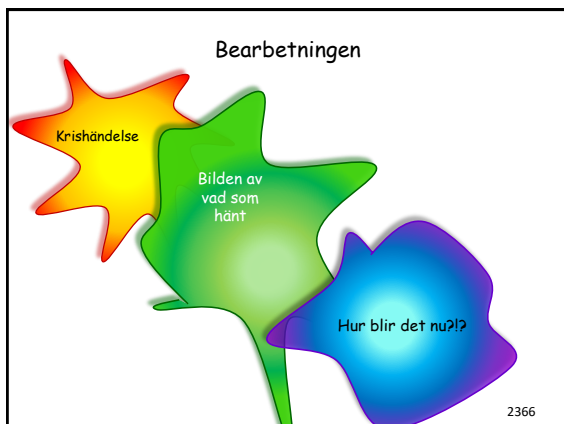 Bearbetningen
Krishändelse
Bilden av
vad som
hänt
Hur blir det nu?!?
2366